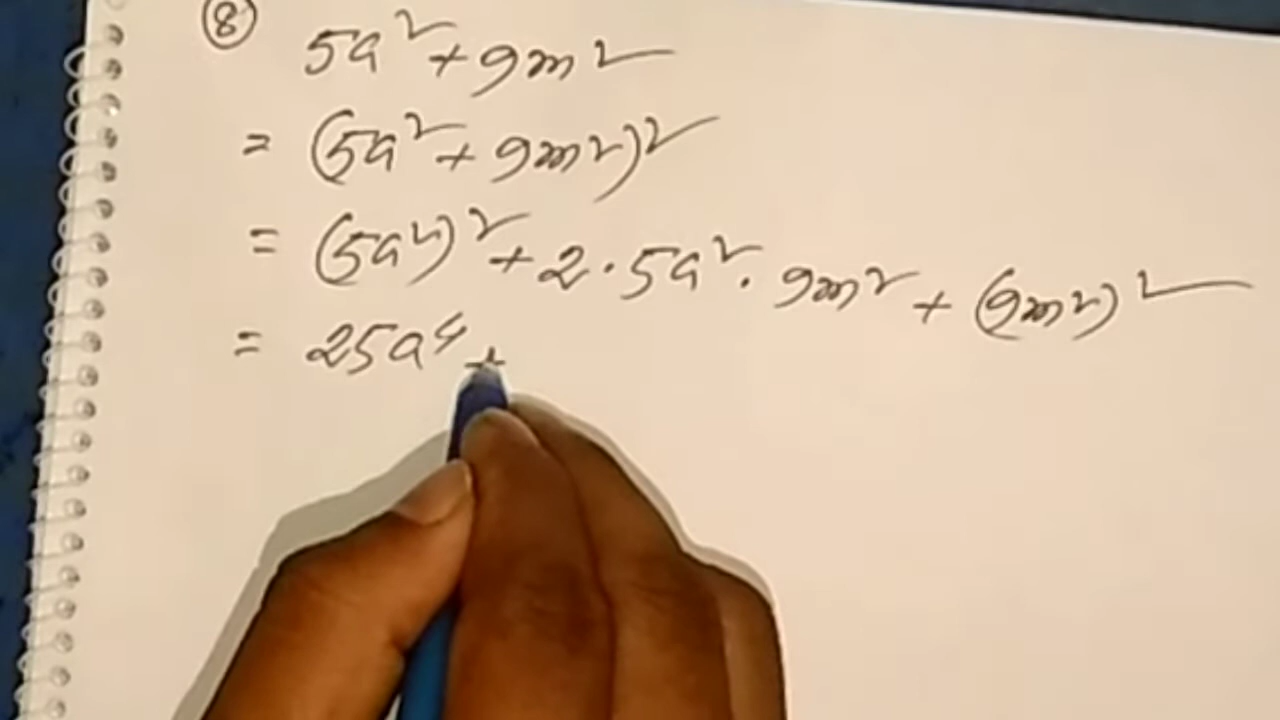 ⑧ 5a² + 9m²
= (5a² + 9m²)²
= (5a²)² + 2·5a²·9m² + (9m²)²
= 25a⁴ +